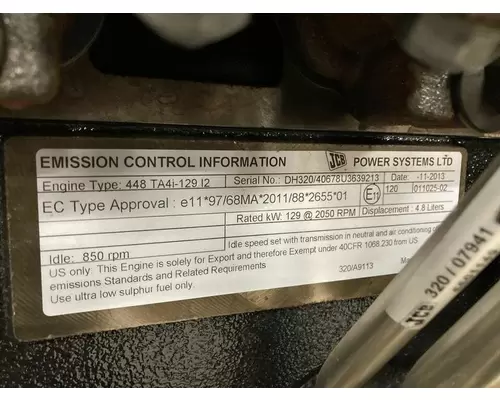 EMISSION CONTROL INFORMATION JCB POWER SYSTEMS LTD
Engine Type: 448 TA4i-129 I2 Serial No.: DH320/40678U3639213 Date: -11-2013
EC Type Approval : e11*97/68MA*2011/88*2655*01 E11 120 011025-02
Rated kW: 129 @ 2050 RPM Displacement : 4.8 Liters
Idle: 850 rpm Idle speed set with transmission in neutral and air con off.
US only: This Engine is solely for Export and therefore Exempt under 40CFR 1068.230 from US
emissions Standards and Related Requirements
Use ultra low sulphur fuel only. 320/A9113
JCB 320/07941